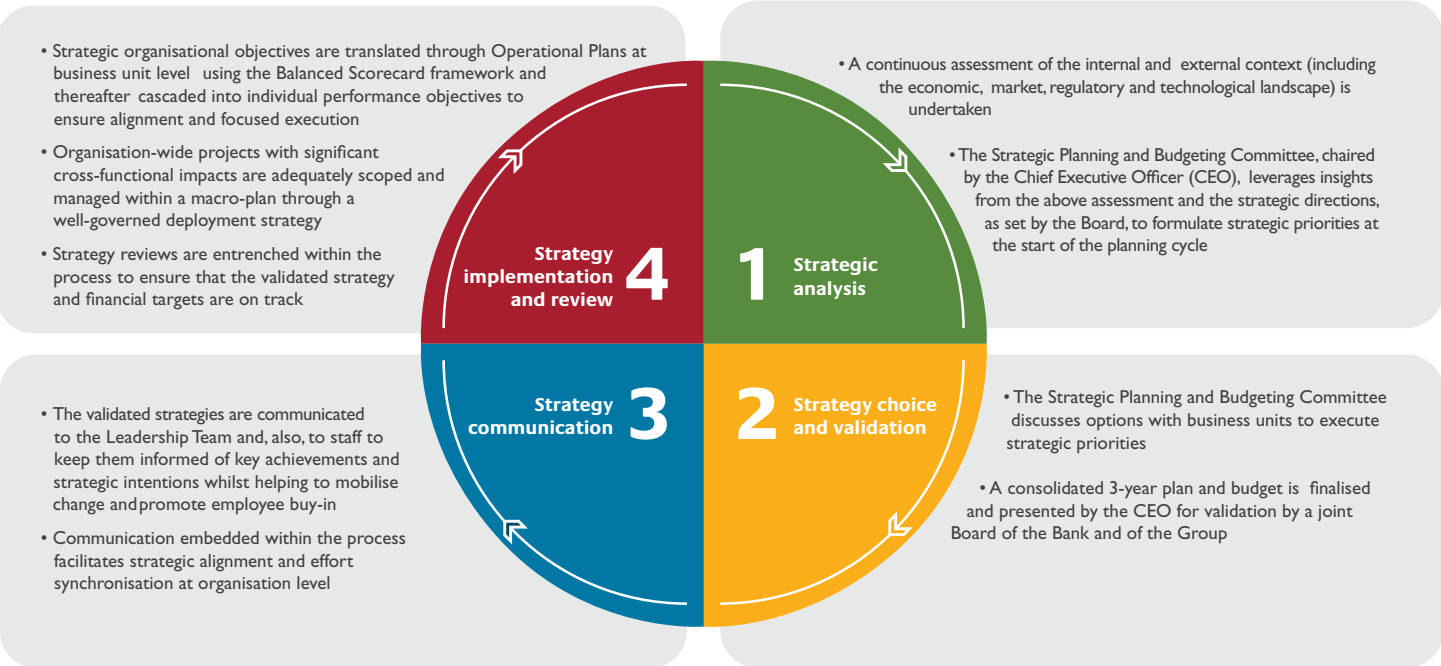 • Strategic organisational objectives are translated through Operational Plans at
business unit level using the Balanced Scorecard framework and
thereafter cascaded into individual performance objectives to
ensure alignment and focused execution
• Organisation-wide projects with significant
cross-functional impacts are adequately scoped and
managed within a macro-plan through a
well-governed deployment strategy
• Strategy reviews are entrenched within the
process to ensure that the validated strategy
and financial targets are on track
Strategy
implementation
and review
4
1
Strategic
analysis
• A continuous assessment of the internal and external context (including
the economic, market, regulatory and technological landscape) is
undertaken
• The Strategic Planning and Budgeting Committee, chaired
by the Chief Executive Officer (CEO), leverages insights
from the above assessment and the strategic directions,
as set by the Board, to formulate strategic priorities at
the start of the planning cycle
• The validated strategies are communicated
to the Leadership Team and, also, to staff to
keep them informed of key achievements and
strategic intentions whilst helping to mobilise
change and promote employee buy-in
• Communication embedded within the process
facilitates strategic alignment and effort
synchronisation at organisation level
Strategy
communication
3
2
Strategy choice
and validation
• The Strategic Planning and Budgeting Committee
discusses options with business units to execute
strategic priorities
• A consolidated 3-year plan and budget is finalised
and presented by the CEO for validation by a joint
Board of the Bank and of the Group